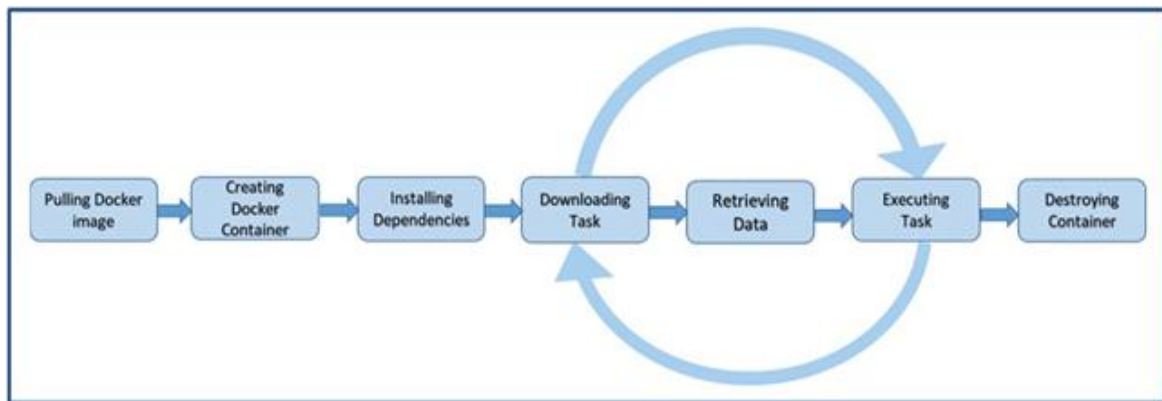 Pulling Docker
image
Creating
Docker
Container
Installing
Dependencies
Downloading
Task
Retrieving
Data
Executing
Task
Destroying
Container